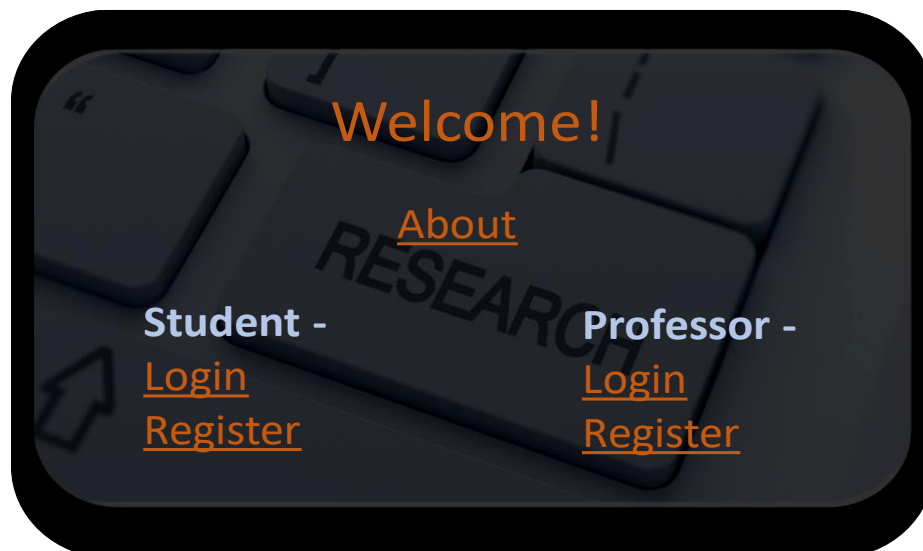 Welcome!
About
RESEARCH
Student -
Login
Register
Professor -
Login
Register
“
]